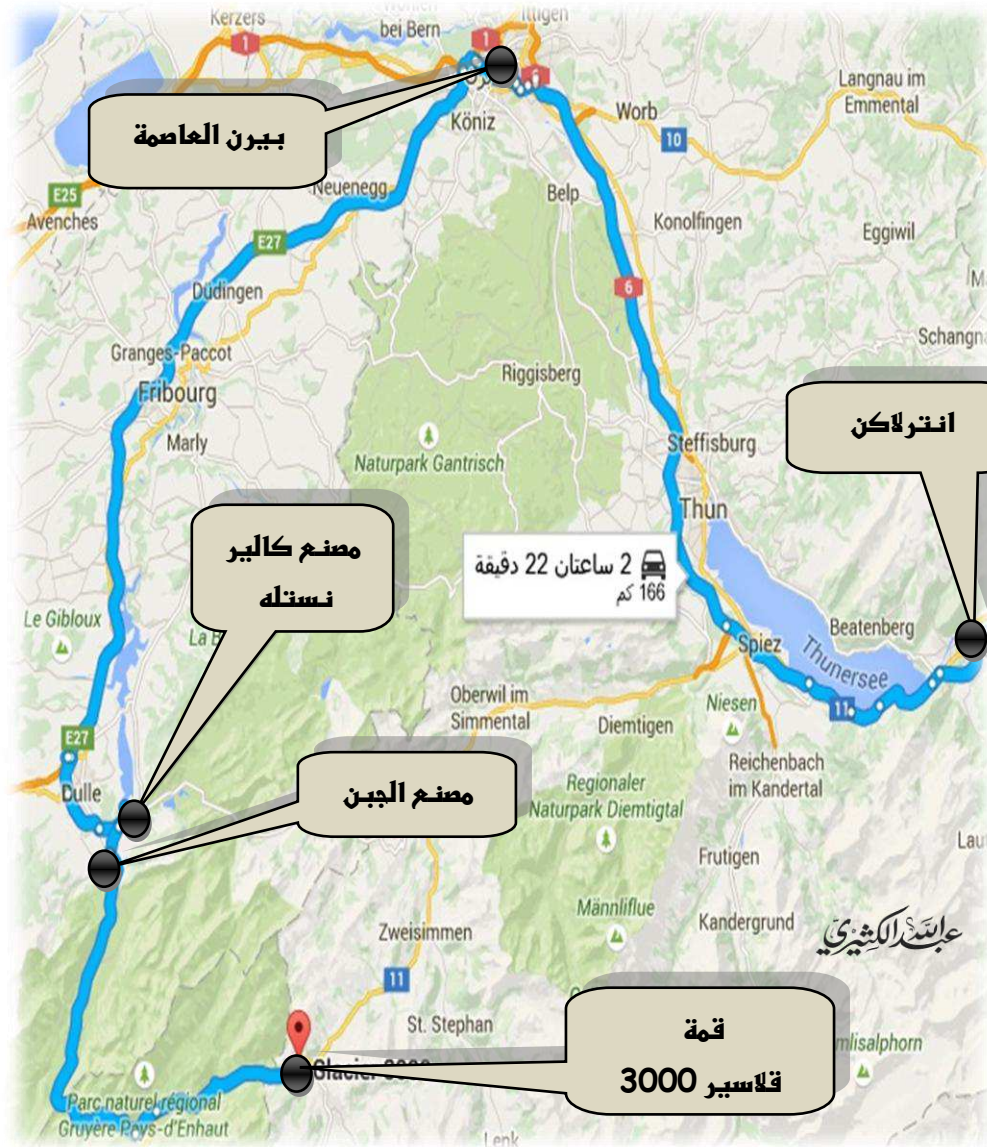 Kerzers
Ittigen
bei Bern
1
1
6
Langnau im
Emmental
Worb
Köniz
10
بيرن العاصمة
Neuenegg
Belp
E25
Avenches
Konolfingen
Eggiwil
E27
6
Düdingen
Granges-Paccot
Fribourg
Riggisberg
انترلاكن
Marly
Steffisburg
Naturpark Gantrisch
Thun
مصنع كالير
نستله
2 ساعتان 22 دقيقة
166 كم
Le Gibloux
Beatenberg
Spiez
Thunersee
Oberwil im
Simmental
Diemtigen
Niesen
11
E27
Reichenbach
im Kandertal
Bulle
مصنع الجبن
Regionaler
Naturpark Diemtigtal
Frutigen
Männliflue
Kandergrund
عبدالله الكثيري
Zweisimmen
11
St. Stephan
قمة
قلاسير 3000
Parc naturel régional
Gruyère Pays-d'Enhaut
Lenk